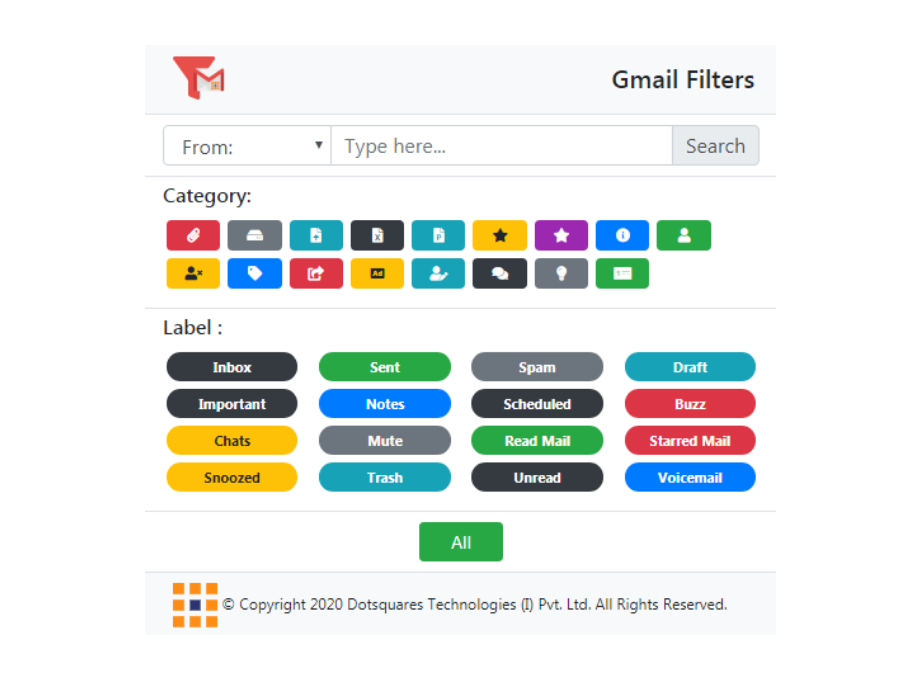 Gmail Filters
From:
Type here...
Search
Category:
Ad
Label :
Inbox
Sent
Spam
Draft
Important
Notes
Scheduled
Buzz
Chats
Mute
Read Mail
Starred Mail
Snoozed
Trash
Unread
Voicemail
All
© Copyright 2020 Dotsquares Technologies (I) Pvt. Ltd. All Rights Reserved.